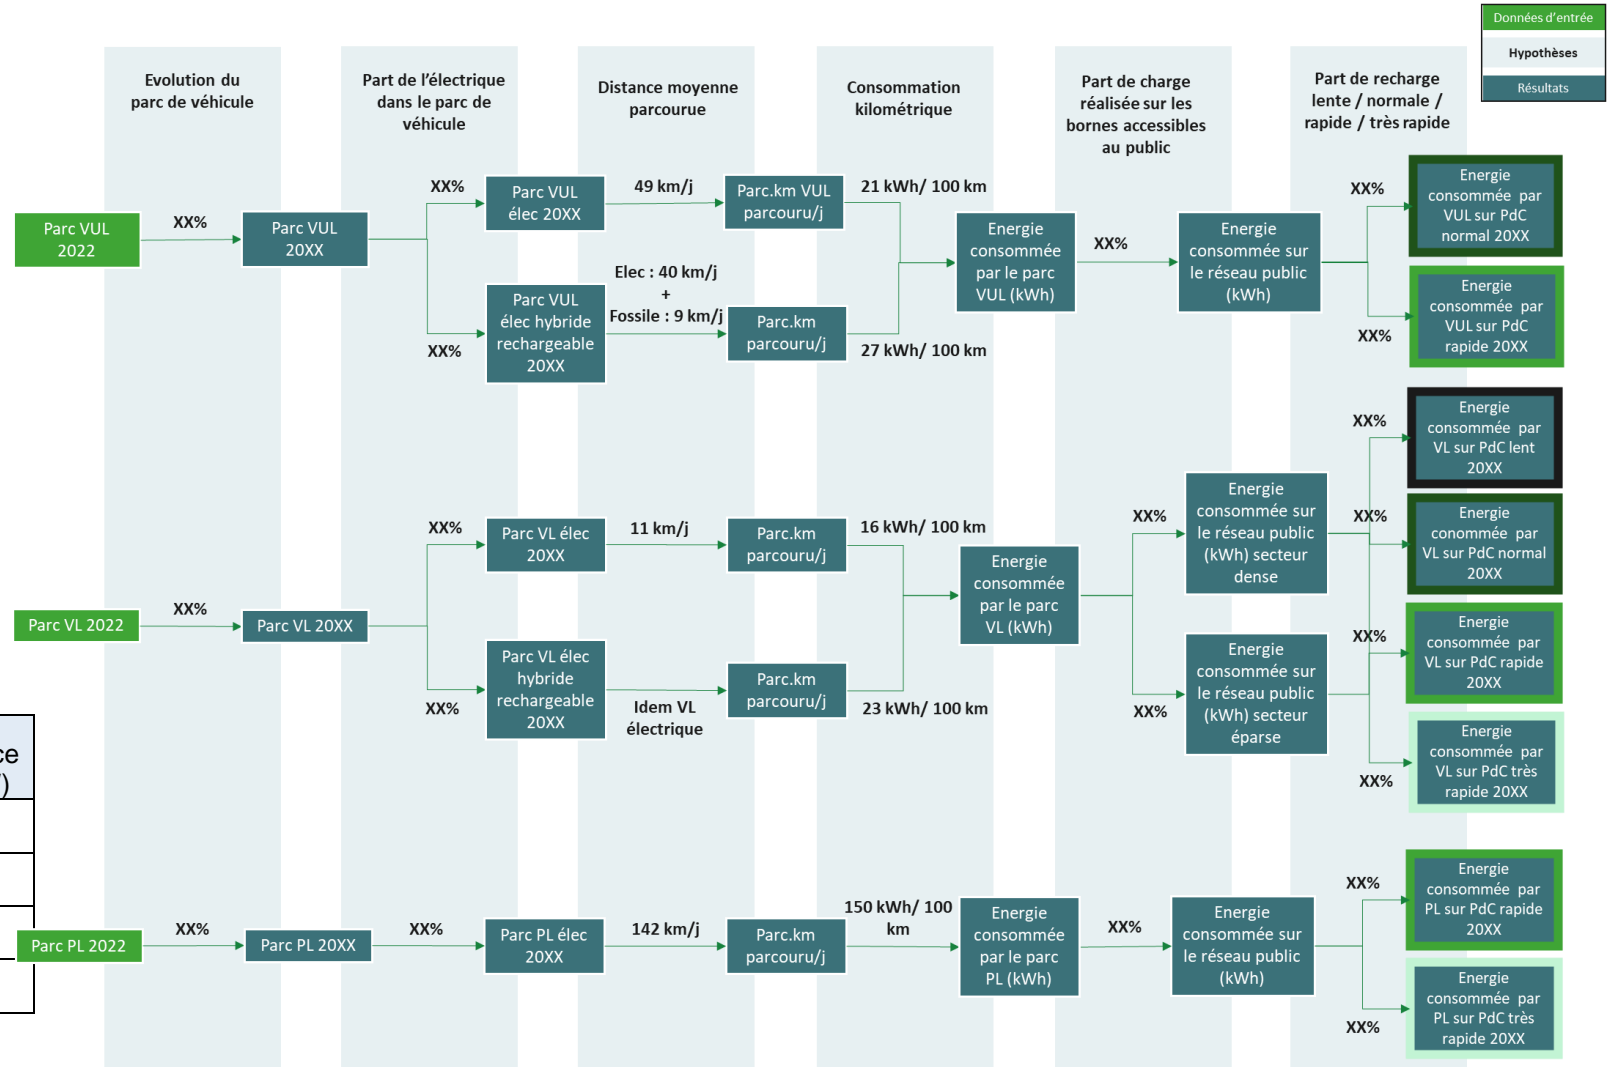 Données d'entrée
Hypothèses
Résultats
Evolution du
parc de véhicule
Part de l'électrique
dans le parc de
véhicule
Distance moyenne
parcourue
Consommation
kilométrique
Part de charge
réalisée sur les
bornes accessibles
au public
Part de recharge
lente / normale /
rapide / très rapide
Parc VUL
2022
XX%
Parc VUL
20XX
XX%
XX%
Parc VUL
élec 20XX
49 km/j
Parc.km VUL
parcouru/j
21 kWh/ 100 km
Parc VUL
élec hybride
rechargeable
20XX
Elec : 40 km/j
+
Fossile : 9 km/j
Parc.km
parcouru/j
27 kWh/ 100 km
Energie
consommée
par le parc
VUL (kWh)
XX%
Energie
consommée sur
le réseau public
(kWh)
XX%
XX%
Energie
consommée par
VUL sur PdC
normal 20XX
Energie
consommée par
VUL sur PdC
rapide 20XX
Parc VL 2022
XX%
Parc VL 20XX
XX%
XX%
Parc VL élec
20XX
11 km/j
Parc.km
parcouru/j
16 kWh/ 100 km
Parc VL élec
hybride
rechargeable
20XX
Idem VL
électrique
Parc.km
parcouru/j
23 kWh/ 100 km
Energie
consommée
par le parc
VL (kWh)
XX%
XX%
Energie
consommée sur
le réseau public
(kWh) secteur
dense
Energie
consommée sur
le réseau public
(kWh) secteur
éparse
XX%
XX%
XX%
XX%
Energie
consommée par
VL sur PdC lent
20XX
Energie
conommée par
VL sur PdC normal
20XX
Energie
consommée par
VL sur PdC rapide
20XX
Energie
consommée par
VL sur PdC très
rapide 20XX
ce
)
Parc PL 2022
XX%
Parc PL 20XX
XX%
Parc PL élec
20XX
142 km/j
Parc.km
parcouru/j
150 kWh/ 100
km
Energie
consommée
par le parc
PL (kWh)
XX%
Energie
consommée sur
le réseau public
(kWh)
XX%
XX%
Energie
consommée par
PL sur PdC rapide
20XX
Energie
consommée par
PL sur PdC très
rapide 20XX